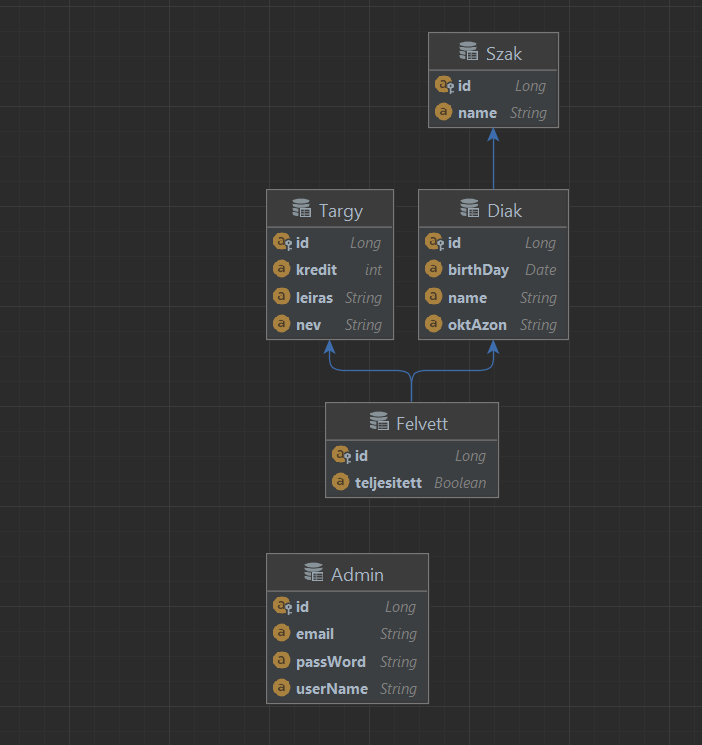 Szak
id Long
name String
Targy
id Long
kredit int
leiras String
nev String
Diak
id Long
birthDay Date
name String
oktAzon String
Felvett
id Long
teljesitett Boolean
Admin
id Long
email String
passWord String
userName String